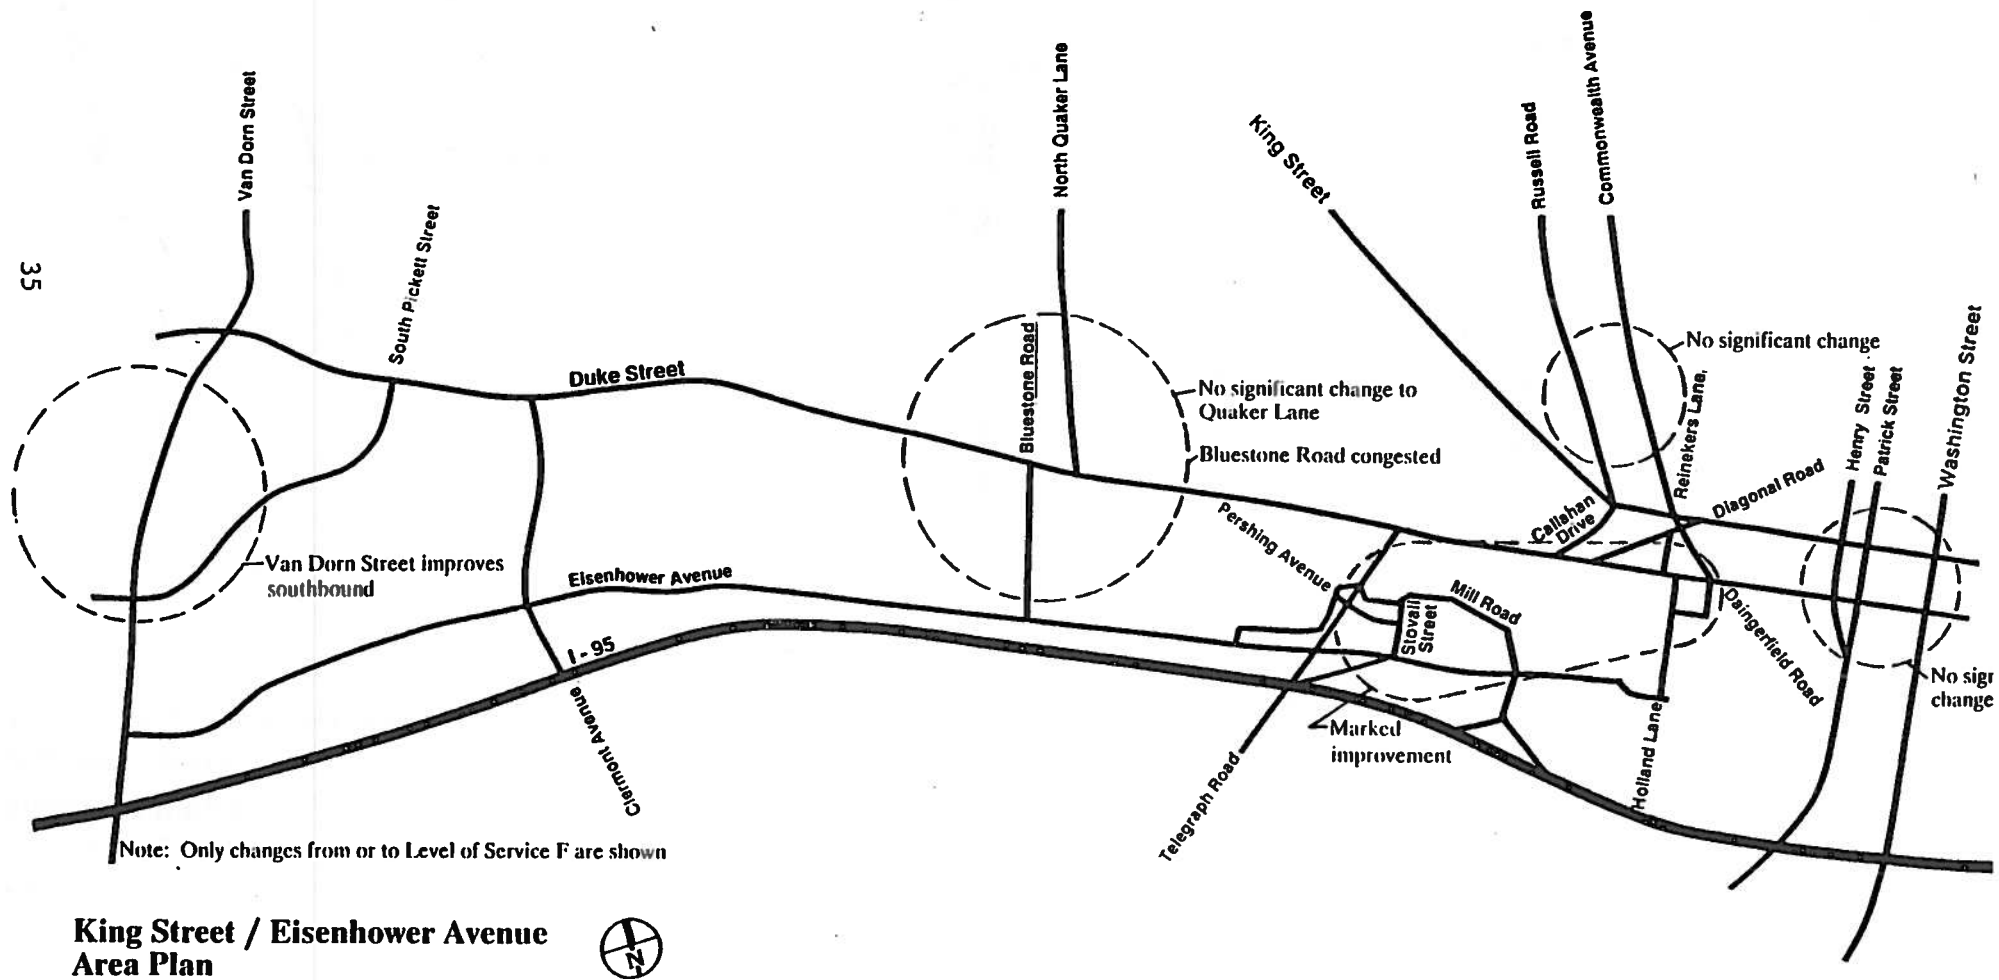 35
Van Dorn Street
South Pickett Street
North Quaker Lane
King Street
Russell Road
Commonwealth Avenue
Duke Street
Bluestone Road
No significant change to
Quaker Lane
Bluestone Road congested
No significant change
Reinekers Lane,
Diagonal Road
Henry Street
Patrick Street
Washington Street
Callahan
Drive
Pershing Avenue
Van Dorn Street improves
southbound
Eisenhower Avenue
Mill Road
Stovall
Street
Daingerfield Road
I-95
Clermont Avenue
No sign
change
Marked
improvement
Holland Lane
Telegraph Road
Note: Only changes from or to Level of Service F are shown
King Street / Eisenhower Avenue
Area Plan
N